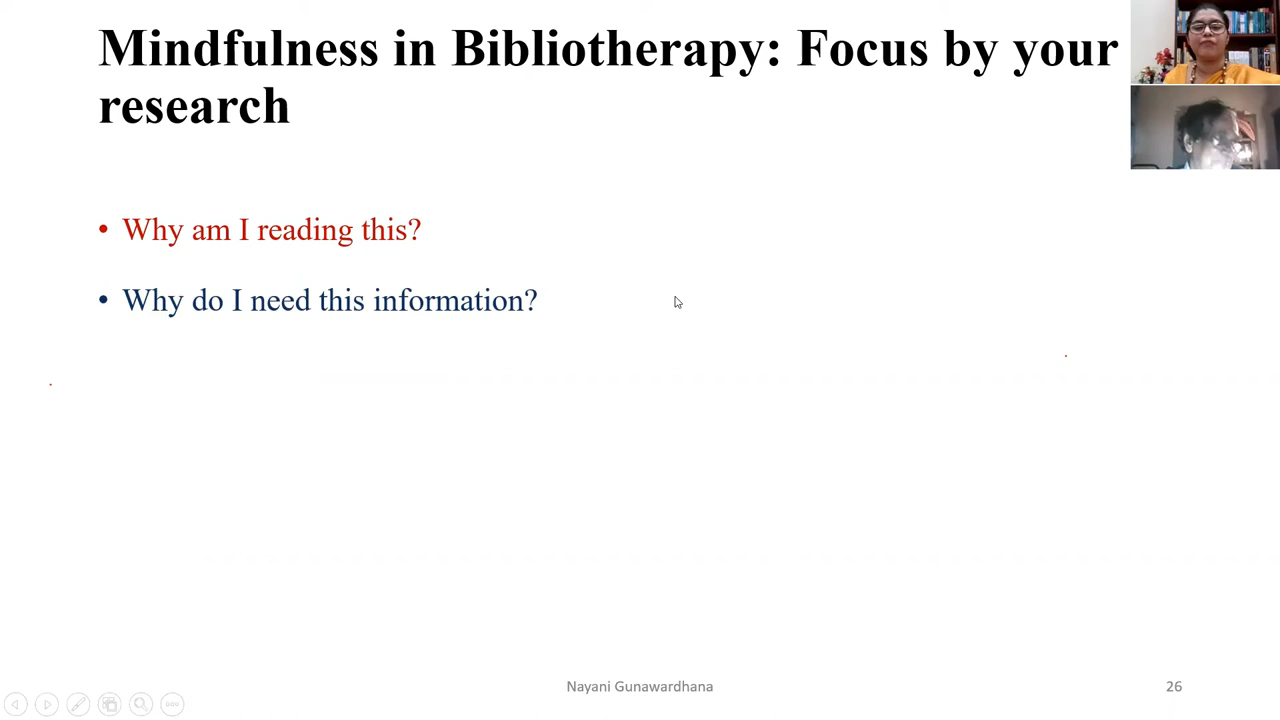 Mindfulness in Bibliotherapy: Focus by your
research
• Why am I reading this?
• Why do I need this information?
Nayani Gunawardhana
26